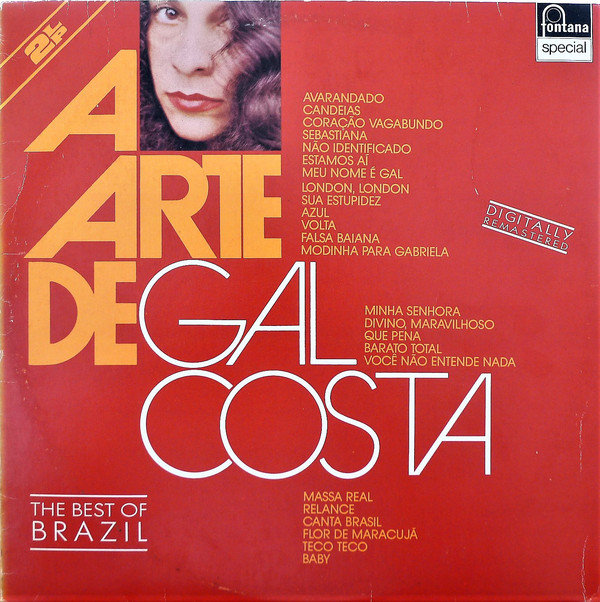 2LP
fontana
special
A
ARTE
DE GAL
COSTA
AVARANDADO
CANDEIAS
CORAÇÃO VAGABUNDO
SEBASTIANA
NÃO IDENTIFICADO
ESTAMOS AÍ
MEU NOME É GAL
LONDON, LONDON
SUA ESTUPIDEZ
AZUL
VOLTA
FALSA BAIANA
MODINHA PARA GABRIELA
DIGITALLY
REMASTERED
MINHA SENHORA
DIVINO, MARAVILHOSO
QUE PENA
BARATO TOTAL
VOCÊ NÃO ENTENDE NADA
THE BEST OF
BRAZIL
MASSA REAL
RELANCE
CANTA BRASIL
FLOR DE MARACUJÁ
TECO TECO
BABY